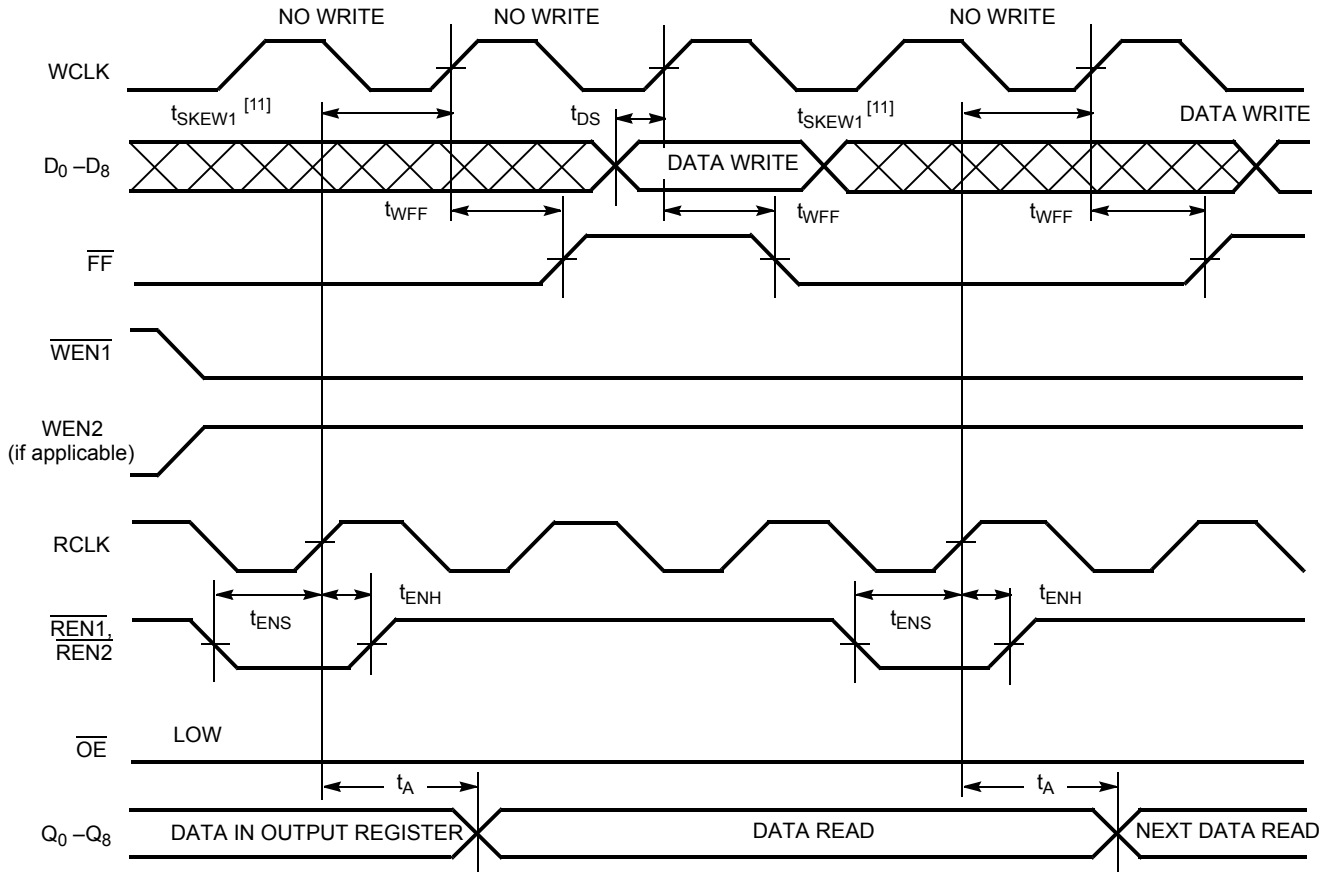 NO WRITE NO WRITE NO WRITE
WCLK
tSKEW1 [11] tDS tSKEW1 [11] DATA WRITE
D0 –D8 DATA WRITE
tWFF tWFF tWFF
FF
WEN1
WEN2
(if applicable)
RCLK
tENS tENH tENS tENH
REN1,
REN2
LOW
OE
tA tA
Q0 –Q8 DATA IN OUTPUT REGISTER DATA READ NEXT DATA READ